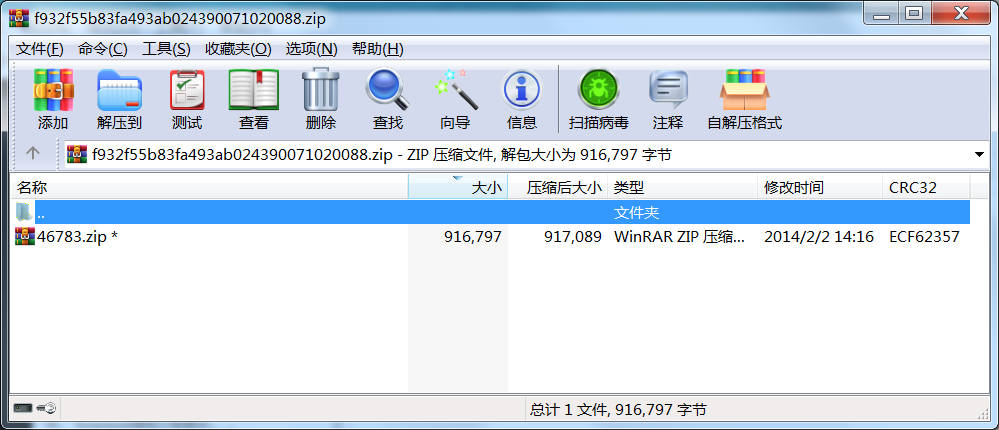 f932f55b83fa493ab024390071020088.zip
文件(F) 命令(C) 工具(S) 收藏夹(O) 选项(N) 帮助(H)
添加 解压到 测试 查看 删除 查找 向导 信息 扫描病毒 注释 自解压格式
f932f55b83fa493ab024390071020088.zip - ZIP 压缩文件, 解包大小为 916,797 字节
名称 大小 压缩后大小 类型 修改时间 CRC32
.. 文件夹
46783.zip * 916,797 917,089 WinRAR ZIP 压缩... 2014/2/2 14:16 ECF62357
总计 1 文件, 916,797 字节